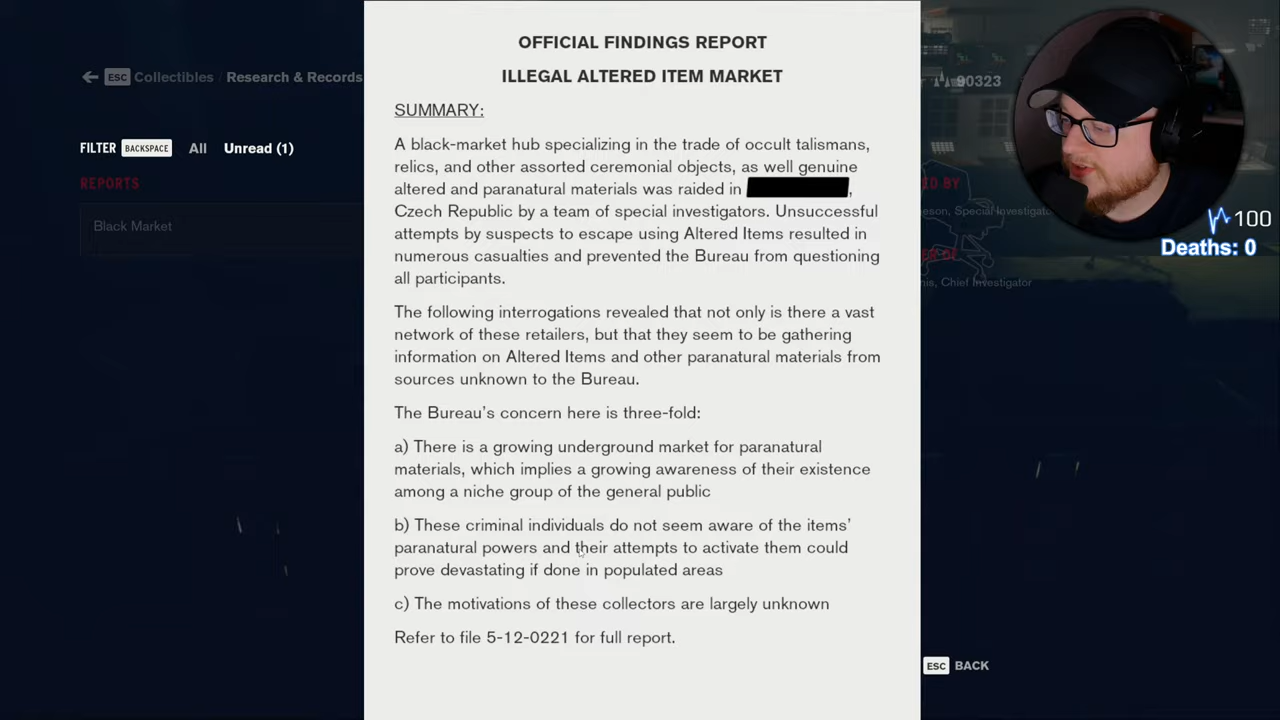 OFFICIAL FINDINGS REPORT
ILLEGAL ALTERED ITEM MARKET
ESC Collectibles / Research & Records
90323
FILTER BACKSPACE All Unread (1)
REPORTS
Black Market
SUMMARY:
A black-market hub specializing in the trade of occult talismans,
relics, and other assorted ceremonial objects, as well genuine
altered and paranatural materials was raided in ,
Czech Republic by a team of special investigators. Unsuccessful
attempts by suspects to escape using Altered Items resulted in
numerous casualties and prevented the Bureau from questioning
all participants.
The following interrogations revealed that not only is there a vast
network of these retailers, but that they seem to be gathering
information on Altered Items and other paranatural materials from
sources unknown to the Bureau.
The Bureau's concern here is three-fold:
a) There is a growing underground market for paranatural
materials, which implies a growing awareness of their existence
among a niche group of the general public
b) These criminal individuals do not seem aware of the items'
paranatural powers and their attempts to activate them could
prove devastating if done in populated areas
c) The motivations of these collectors are largely unknown
Refer to file 5-12-0221 for full report.
BY
, Special Investigator
100
Deaths: 0
, Chief Investigator
ESC BACK